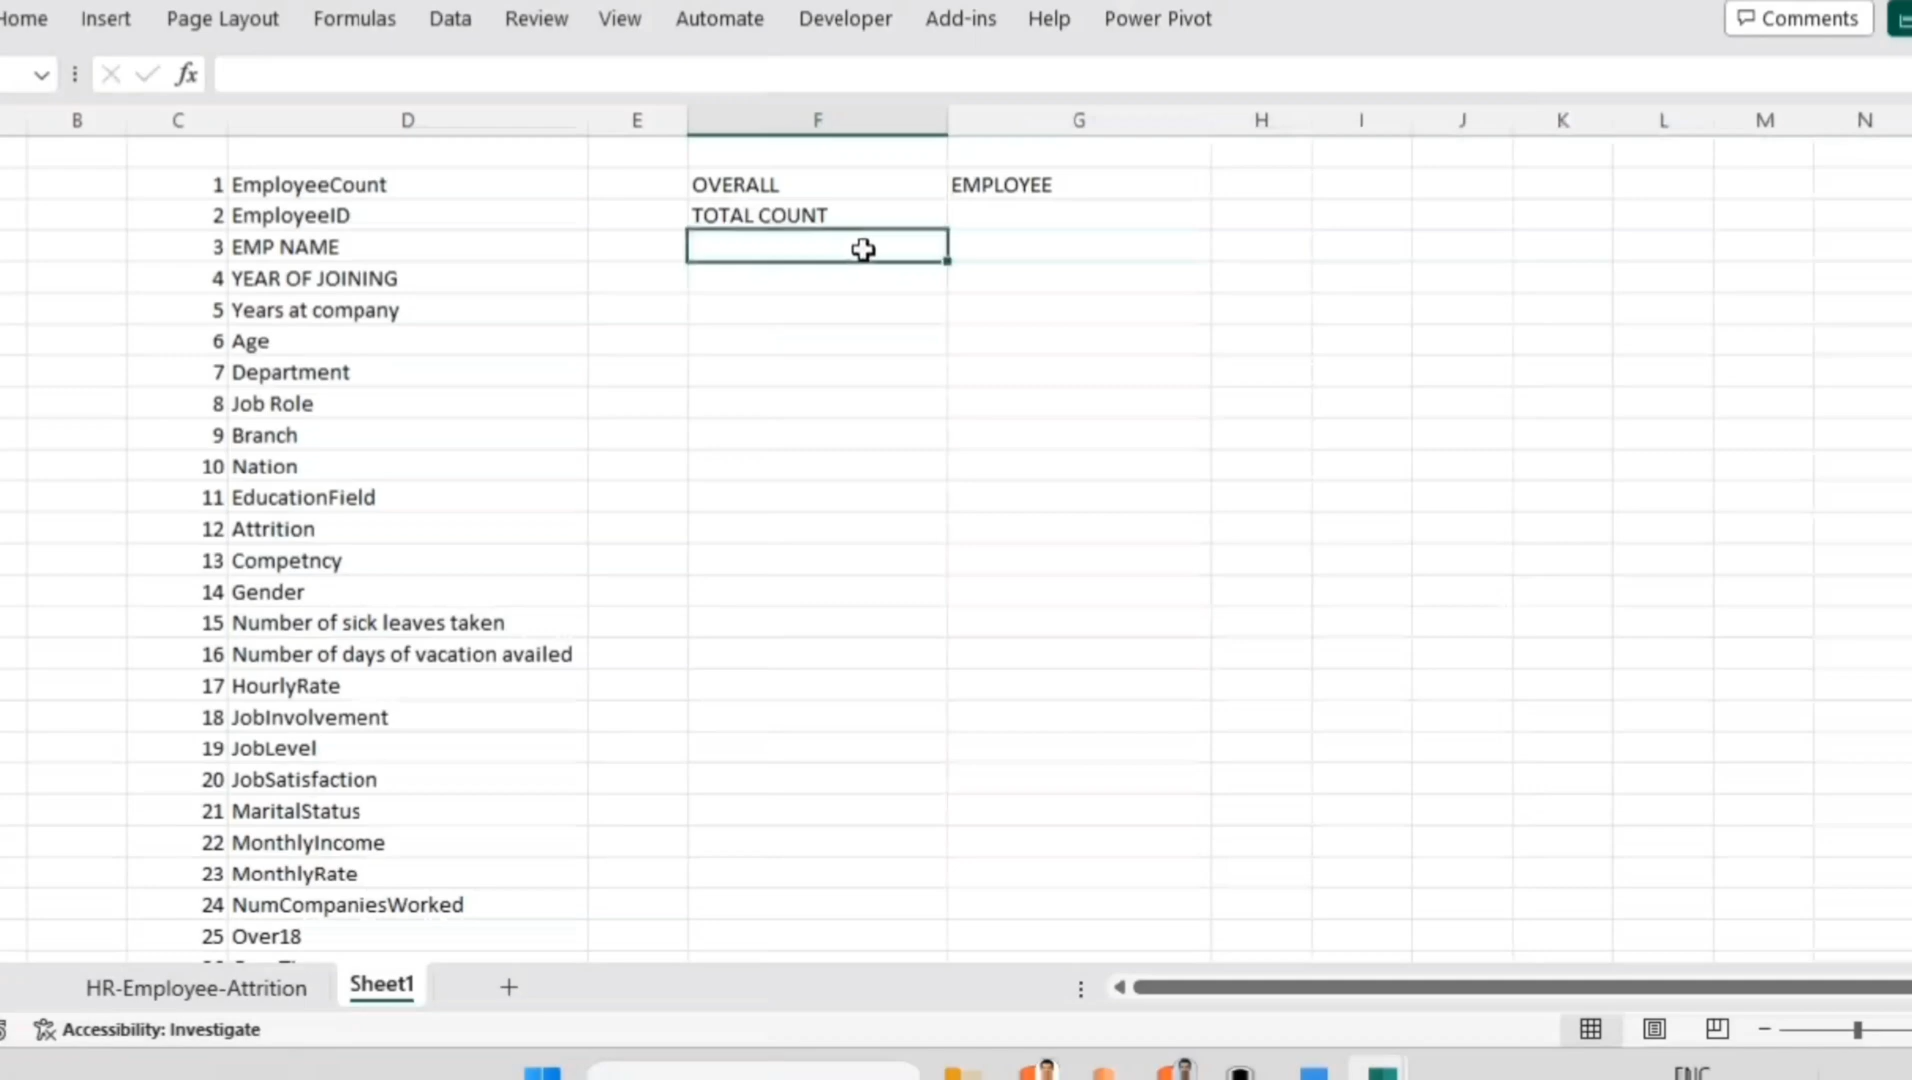 Home Insert Page Layout Formulas Data Review View Automate Developer Add-ins Help Power Pivot Comments
fx
B C D E F G H I J K L M N
1 EmployeeCount OVERALL EMPLOYEE
2 EmployeeID TOTAL COUNT
3 EMP NAME
4 YEAR OF JOINING
5 Years at company
6 Age
7 Department
8 Job Role
9 Branch
10 Nation
11 EducationField
12 Attrition
13 Competncy
14 Gender
15 Number of sick leaves taken
16 Number of days of vacation availed
17 HourlyRate
18 JobInvolvement
19 JobLevel
20 JobSatisfaction
21 MaritalStatus
22 MonthlyIncome
23 MonthlyRate
24 NumCompaniesWorked
25 Over18
HR-Employee-Attrition Sheet1
Accessibility: Investigate